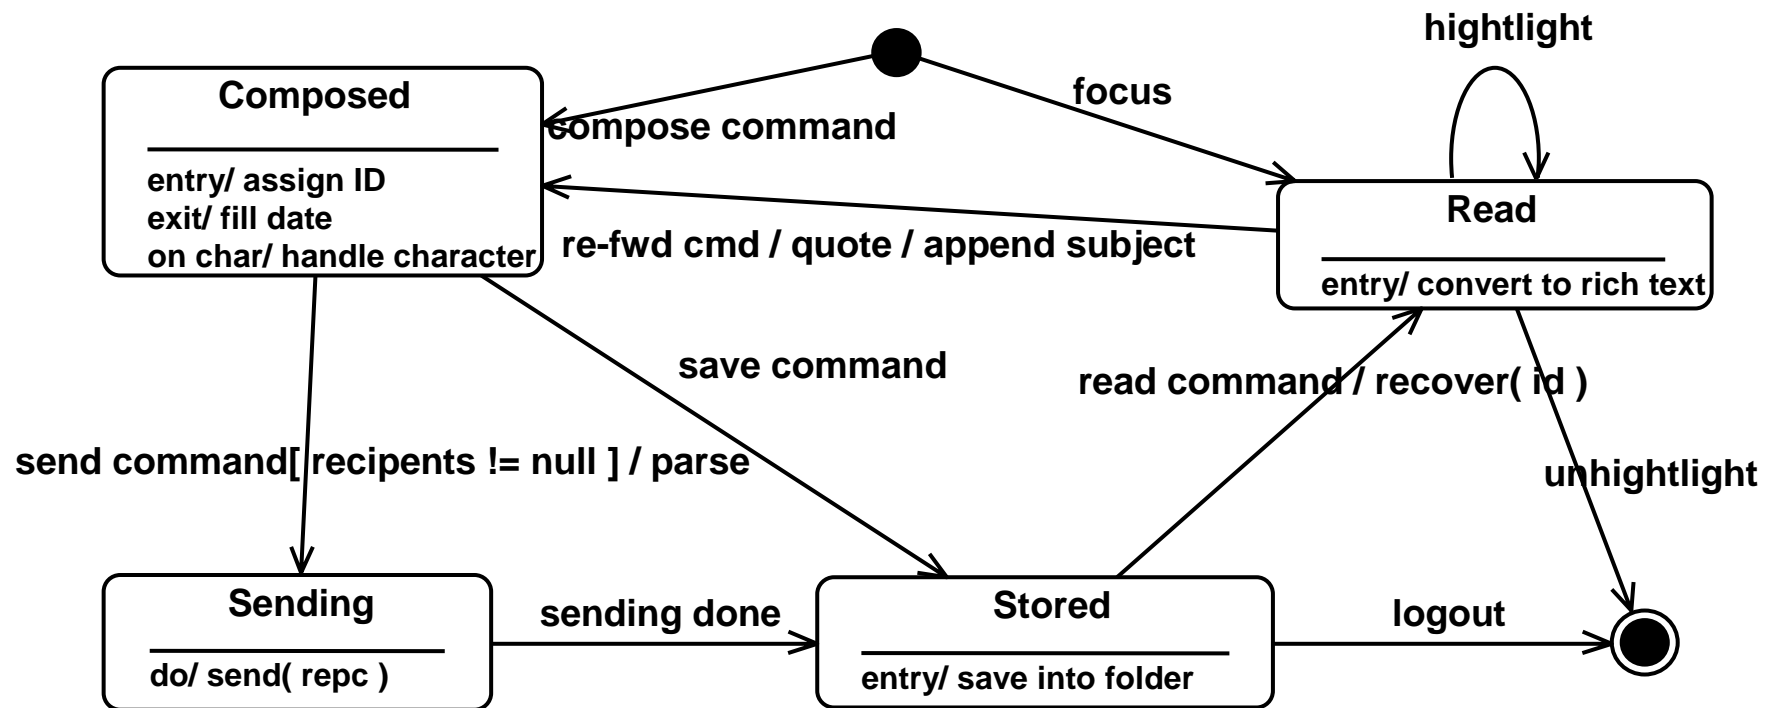 hightlight
Composed
focus
compose command
entry/ assign ID
exit/ fill date
on char/ handle character
re-fwd cmd / quote / append subject
Read
entry/ convert to rich text
save command
read command / recover( id )
send command[ recipents != null ] / parse
unhightlight
Sending
do/ send( repc )
sending done
Stored
entry/ save into folder
logout